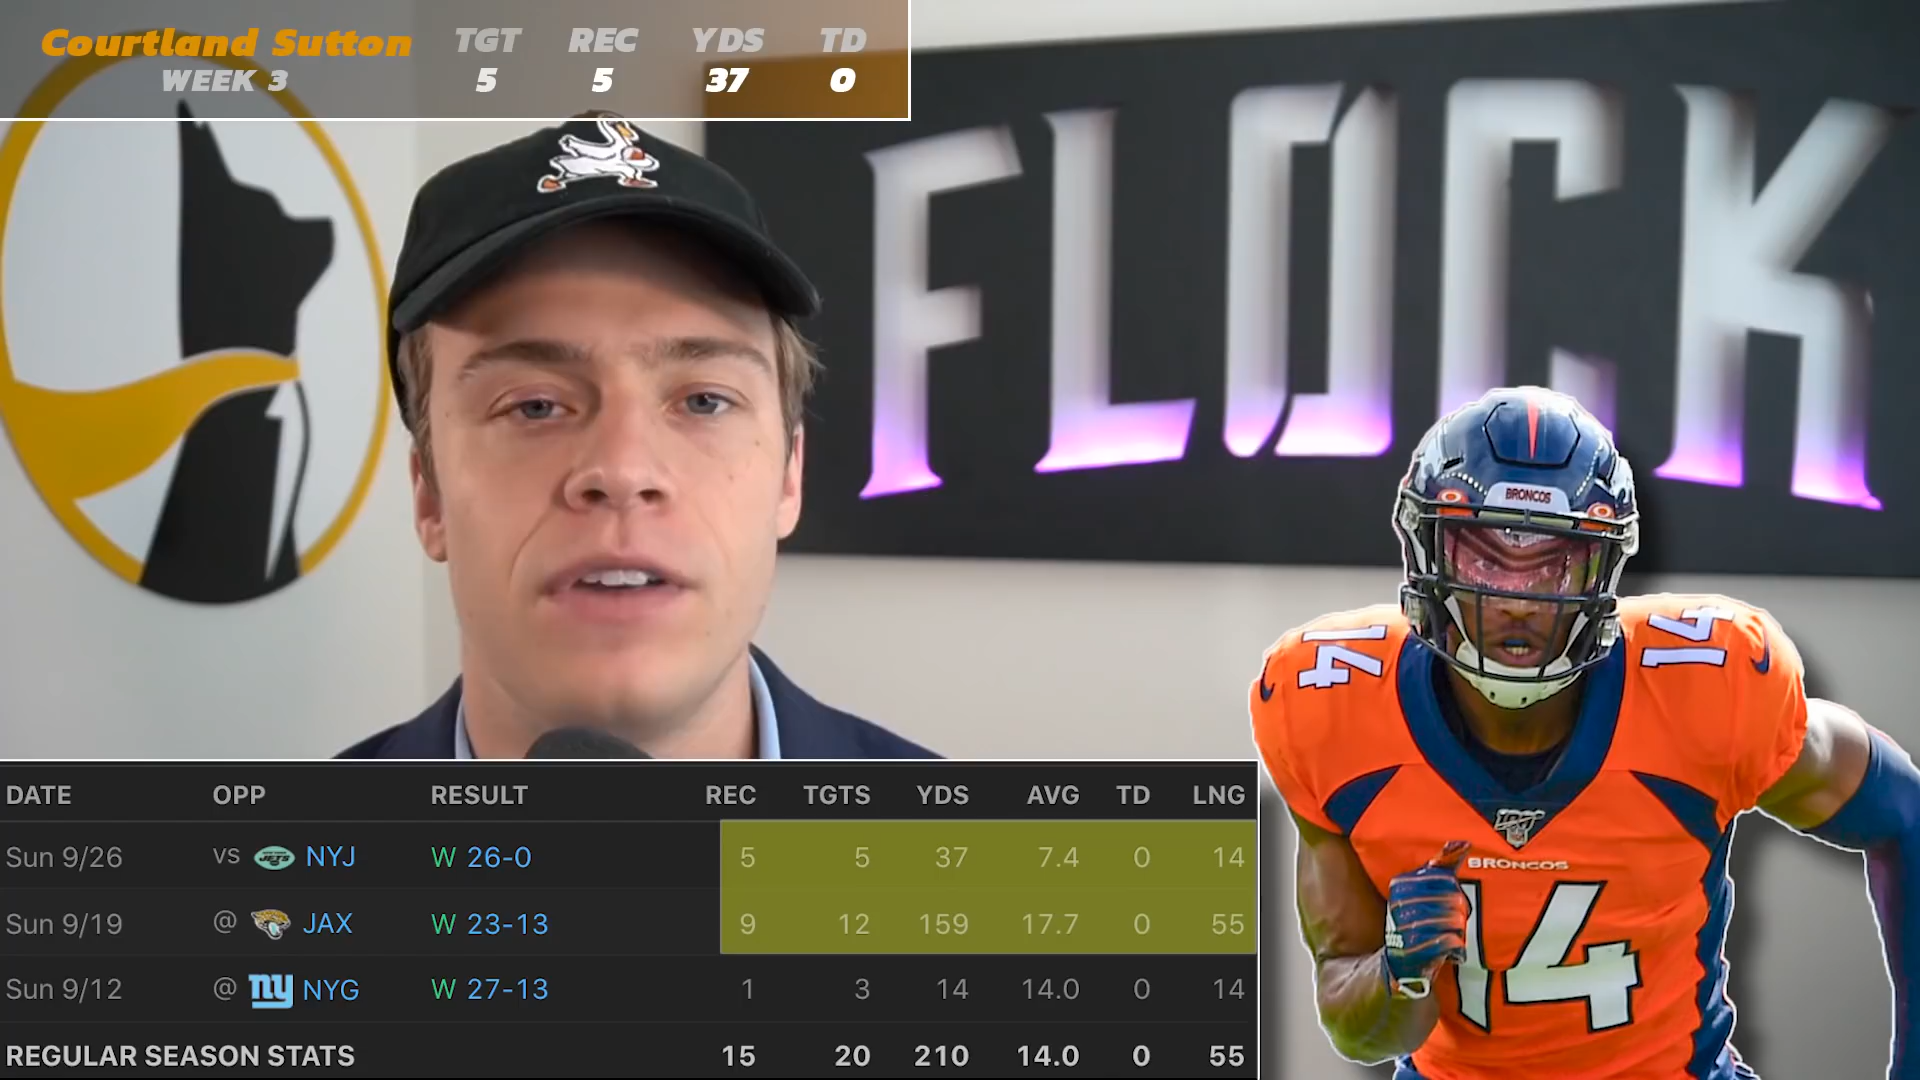 Courtland Sutton TGT REC YDS TD
WEEK 3 5 5 37 0
FLOCK
DATE OPP RESULT REC TGTS YDS AVG TD LNG
Sun 9/26 VS JETS NYJ W 26-0 5 5 37 7.4 0 14
Sun 9/19 @ JAX W 23-13 9 12 159 17.7 0 55
Sun 9/12 @ ny NYG W 27-13 1 3 14 14.0 0 14
REGULAR SEASON STATS 15 20 210 14.0 0 55
BRONCOS
14
14
BRONCOS
14